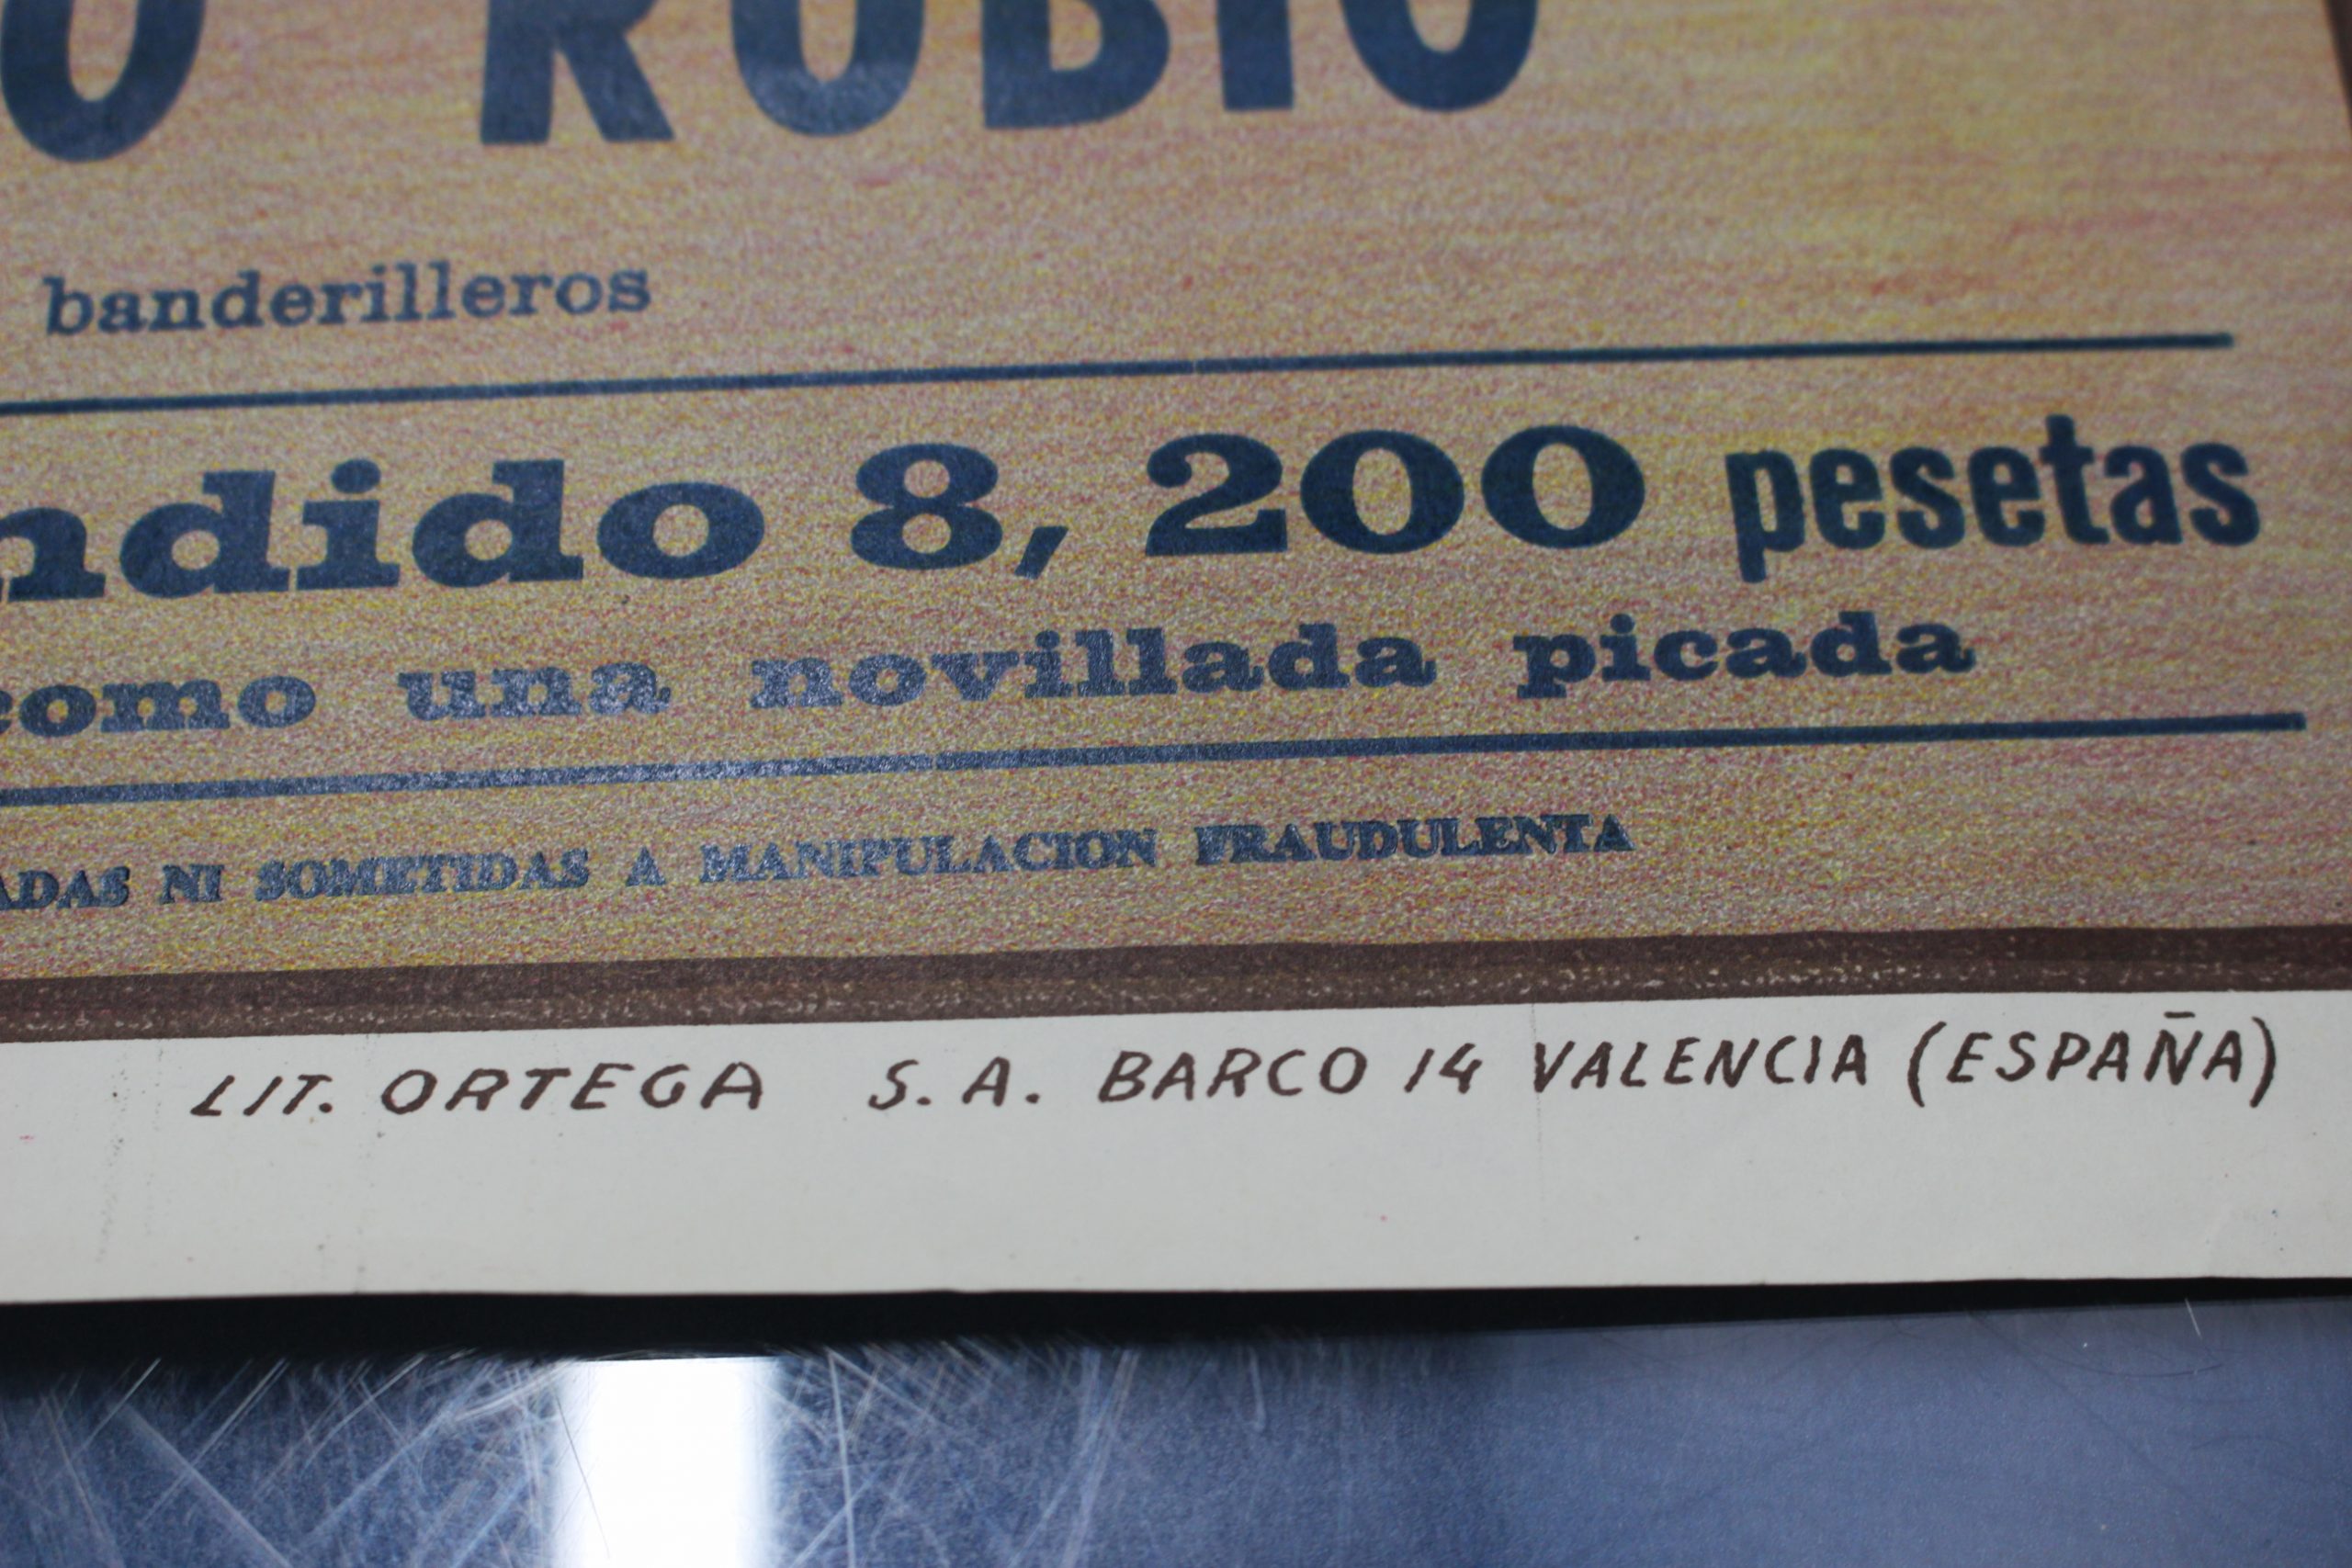 O RUBIO
banderilleros
ndido 8, 200 pesetas
como una novillada picada
ADAS NI SOMETIDAS A MANIPULACION FRAUDULENTA
LIT. ORTEGA S. A. BARCO 14 VALENCIA (ESPAÑA)